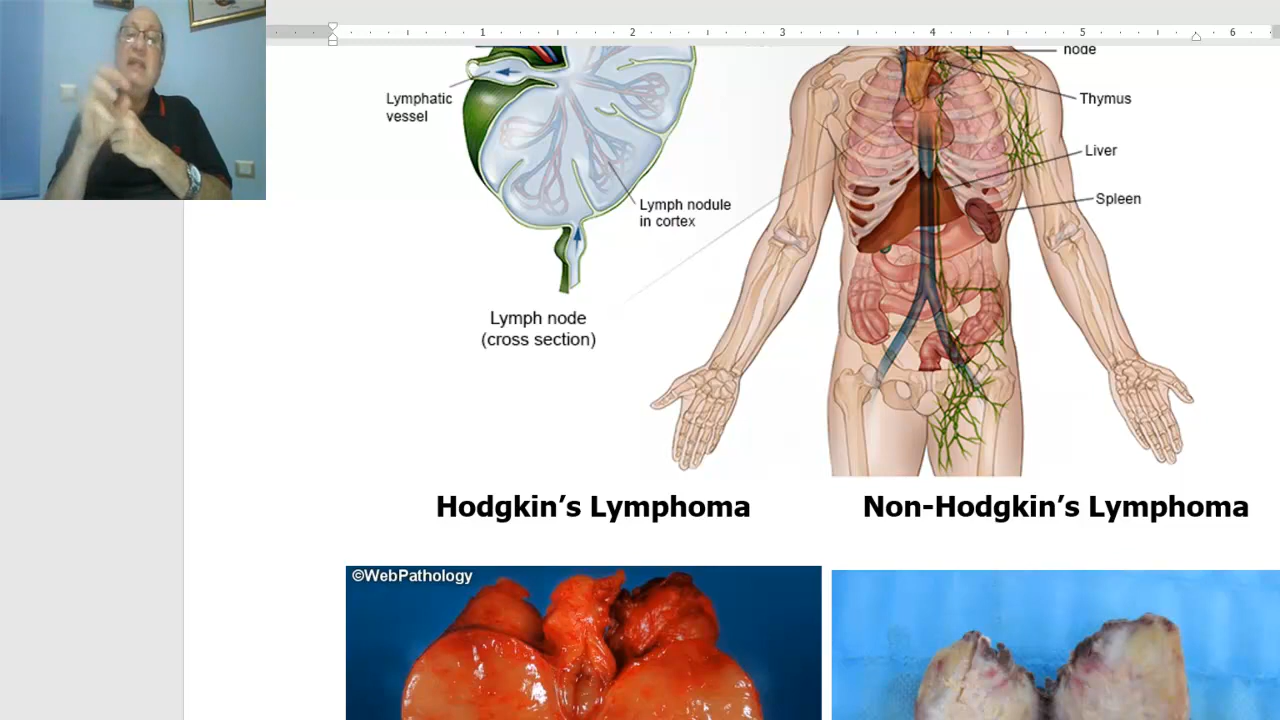 1 2 3 4 5 6
node
Lymphatic
vessel
Thymus
Liver
Spleen
Lymph nodule
in cortex
Lymph node
(cross section)
Hodgkin’s Lymphoma
Non-Hodgkin’s Lymphoma
©WebPathology